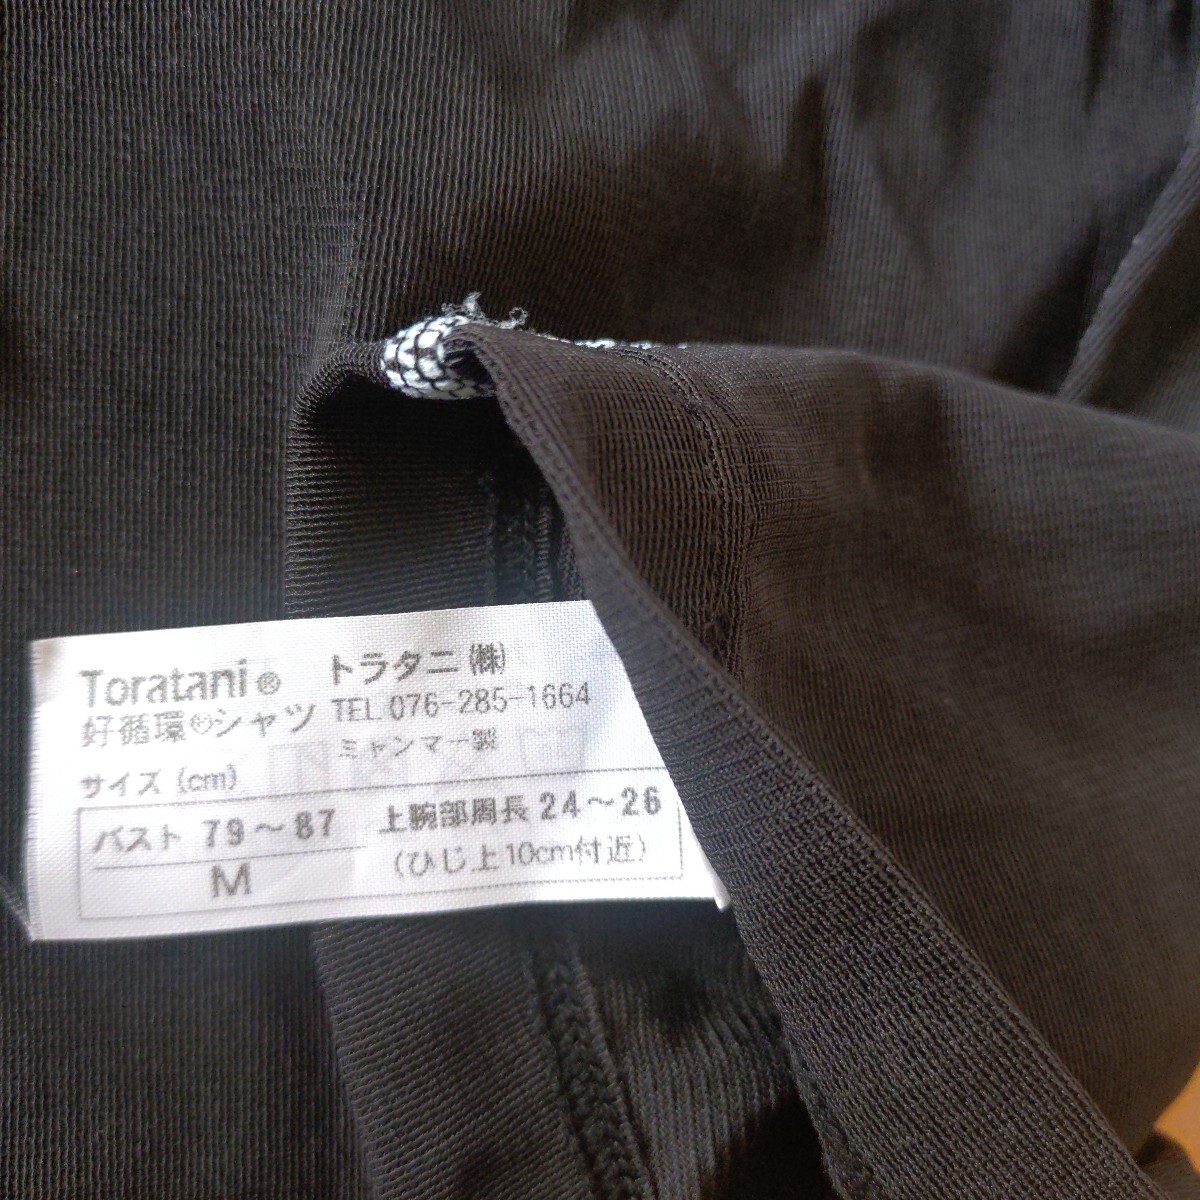 Toratani® トラタニ㈱
好循環㋳シャツ TEL 076-285-1664
ミャンマー製
サイズ (cm)
バスト 79～87 上腕部周長 24～26
M (ひじ上10cm付近)